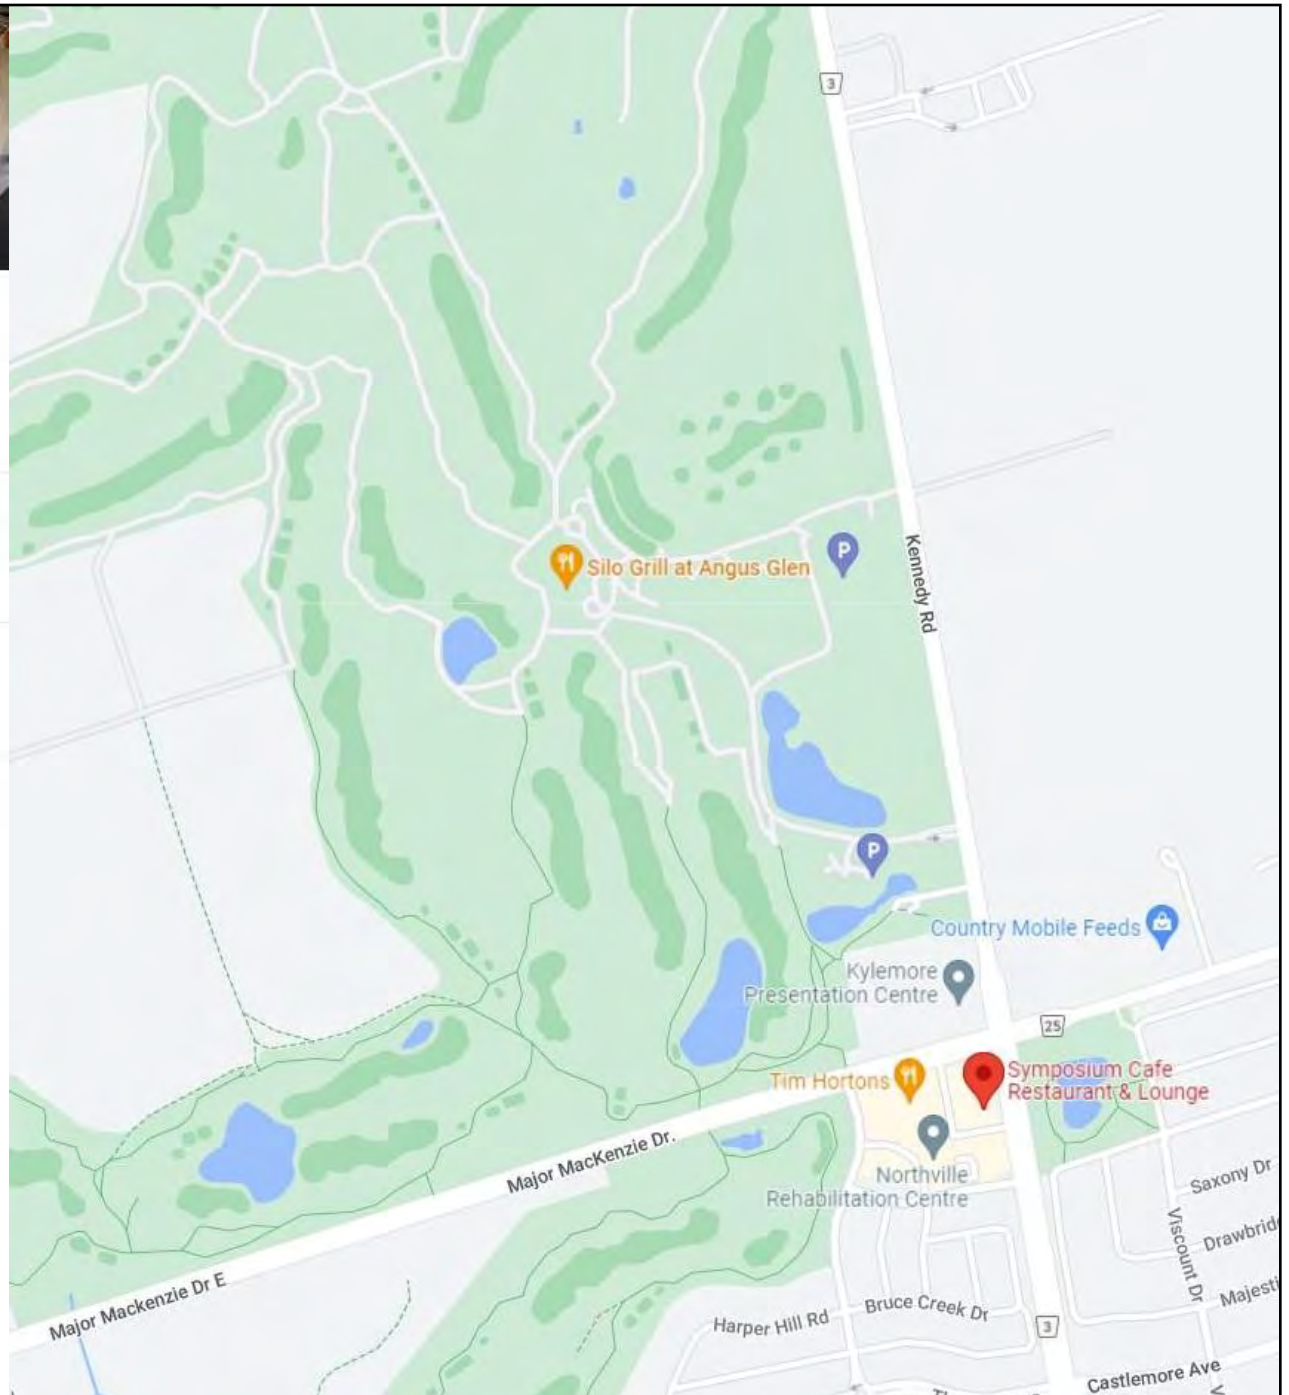 3
Kennedy Rd
P
Silo Grill at Angus Glen
P
Country Mobile Feeds
Kylemore
Presentation Centre
25
Symposium Cafe
Restaurant & Lounge
Tim Hortons
Northville
Rehabilitation Centre
Major MacKenzie Dr.
Saxony Dr
Viscount Dr
Major Mackenzie Dr E
Harper Hill Rd
Bruce Creek Dr
3
Castlemore Ave